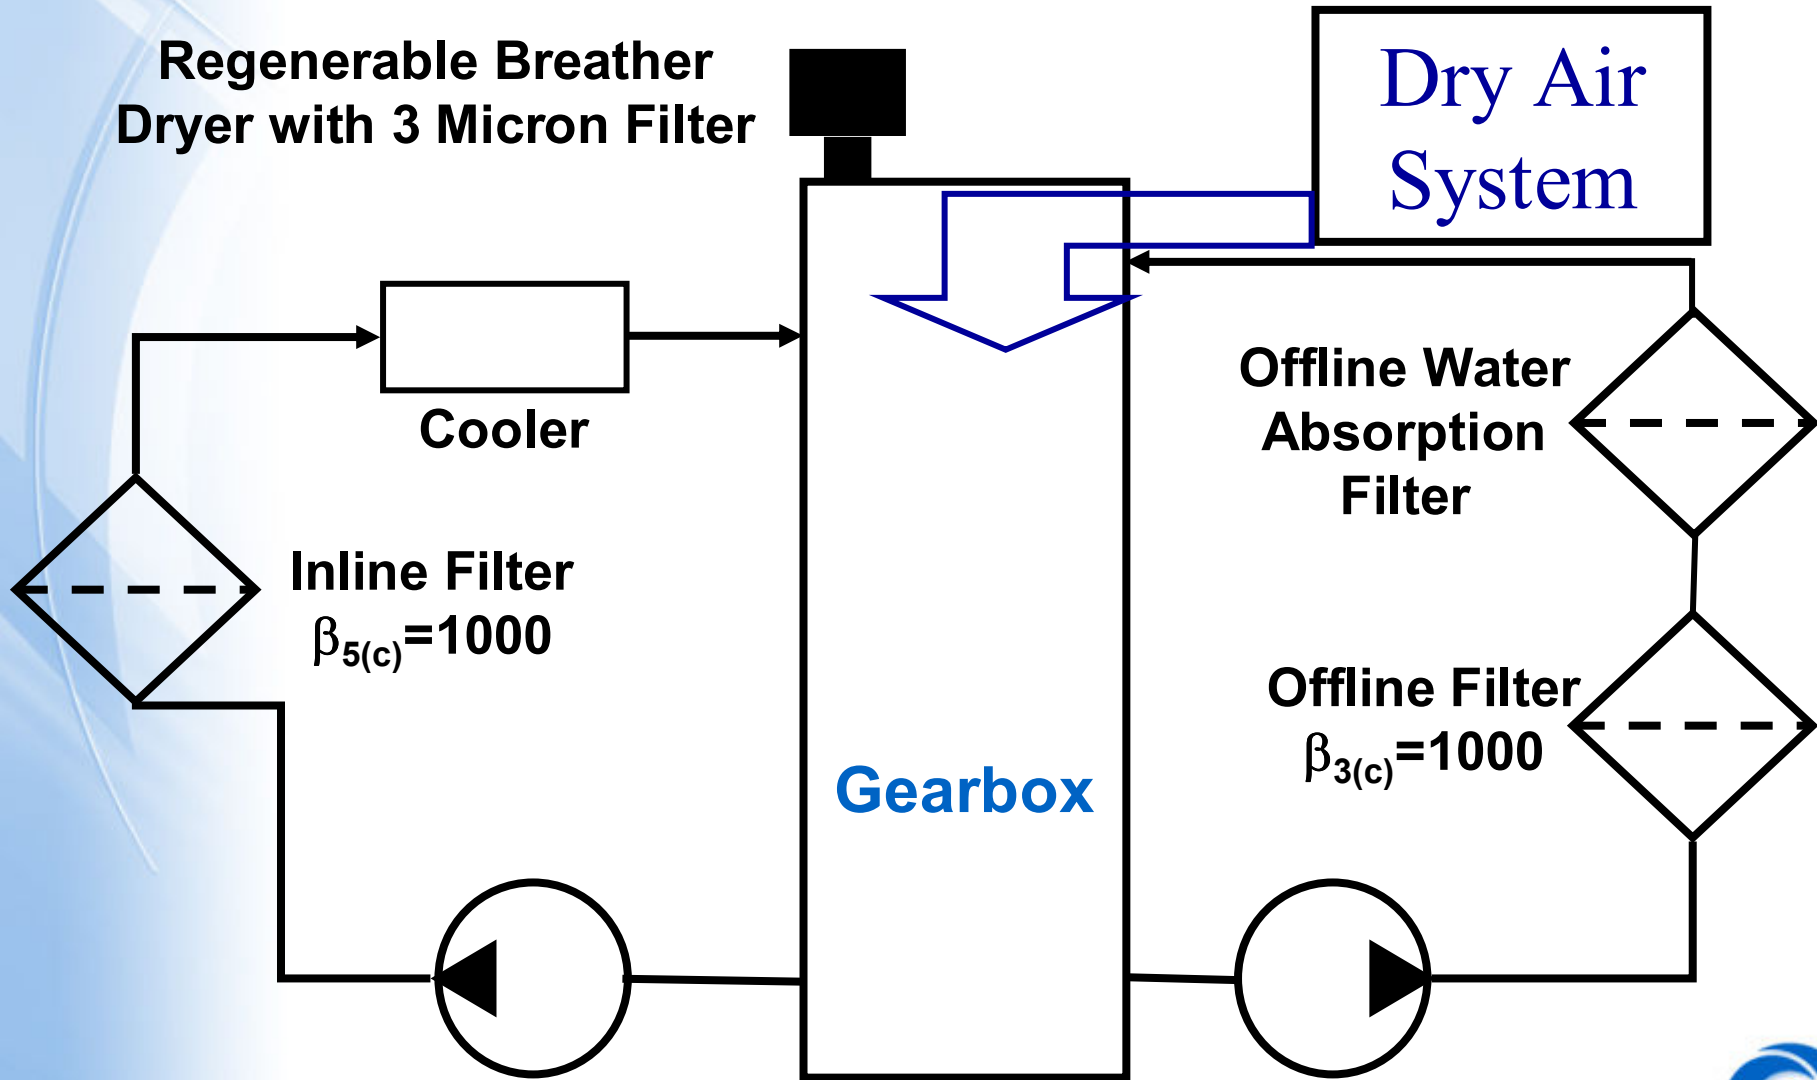 Regenerable Breather
Dryer with 3 Micron Filter
Dry Air
System
Cooler
Offline Water
Absorption
Filter
Inline Filter
β5(c)=1000
Offline Filter
β3(c)=1000
Gearbox